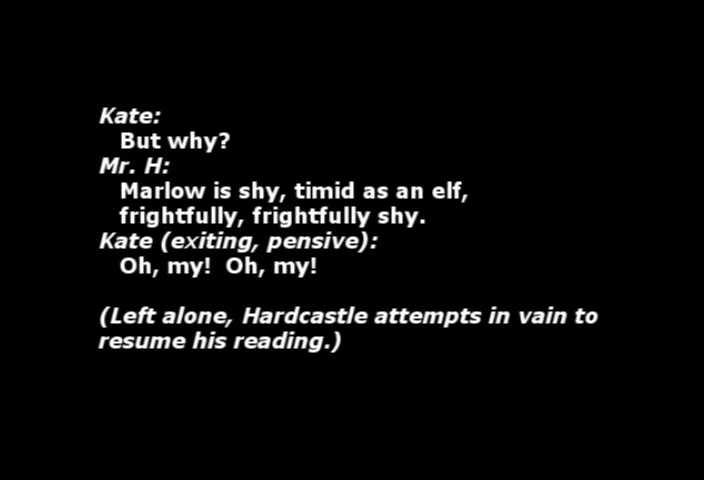 Kate:
But why?
Mr. H:
Marlow is shy, timid as an elf,
frightfully, frightfully shy.
Kate (exiting, pensive):
Oh, my!  Oh, my!
(Left alone, Hardcastle attempts in vain to
resume his reading.)